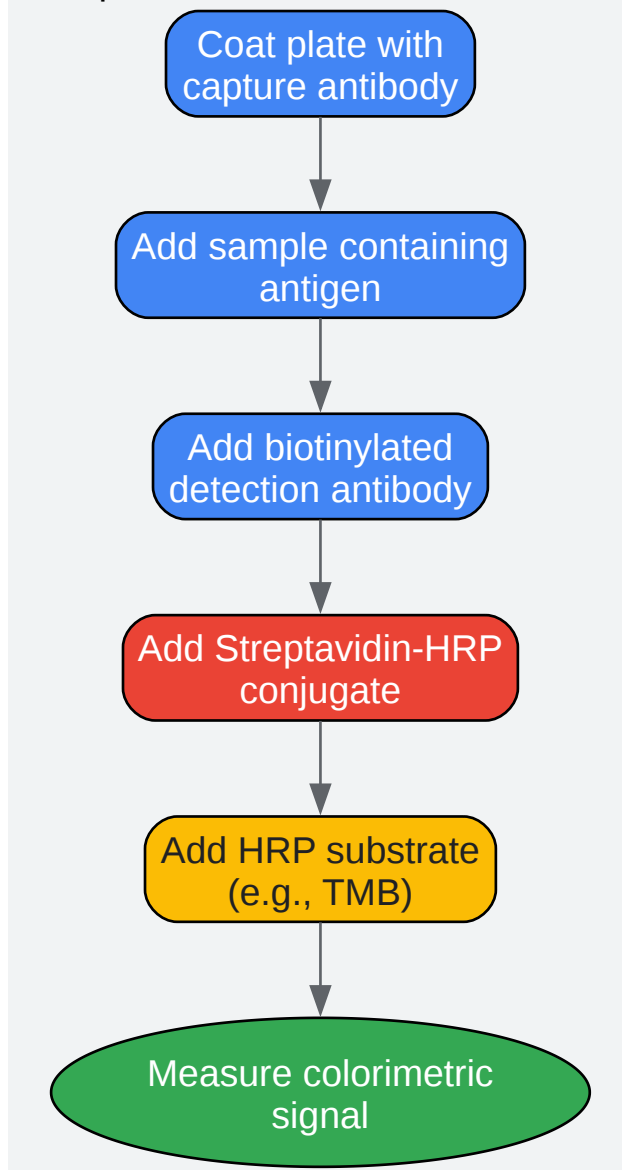 Coat plate with
capture antibody
Add sample containing
antigen
Add biotinylated
detection antibody
Add Streptavidin-HRP
conjugate
Add HRP substrate
(e.g., TMB)
Measure colorimetric
signal